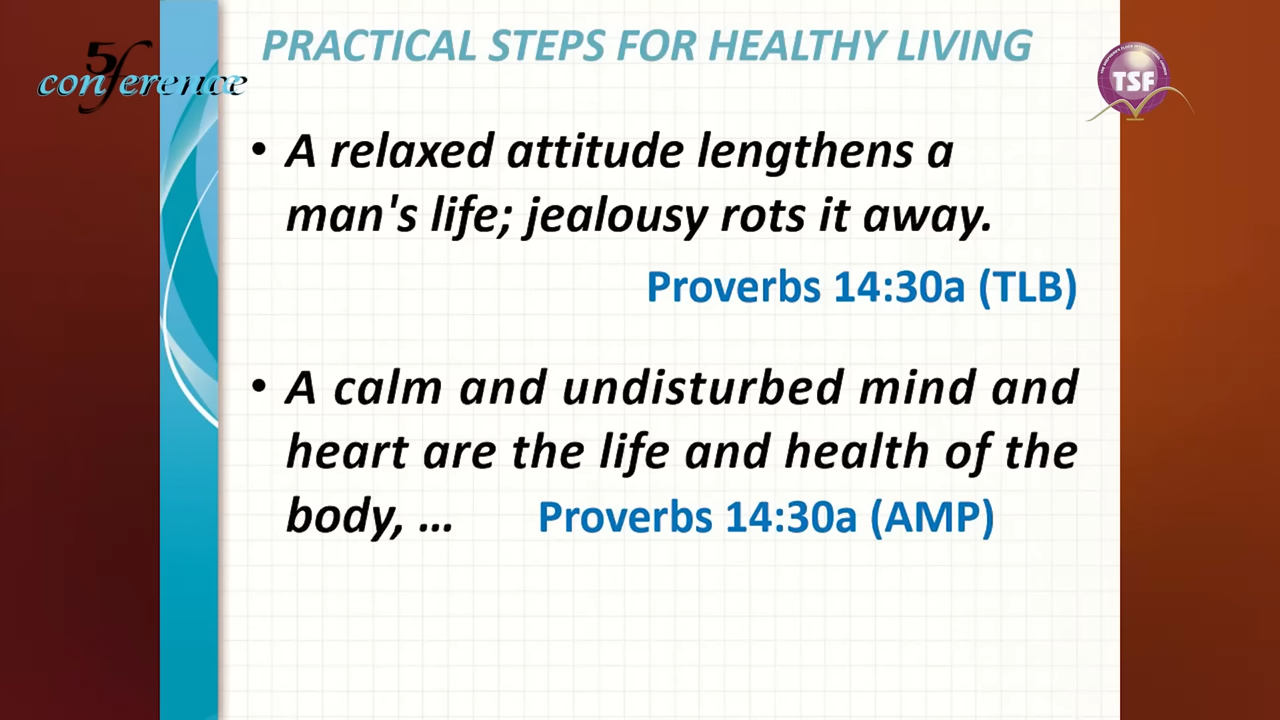 PRACTICAL STEPS FOR HEALTHY LIVING
5f
conference
TSF
• A relaxed attitude lengthens a
man's life; jealousy rots it away.
Proverbs 14:30a (TLB)
• A calm and undisturbed mind and
heart are the life and health of the
body, ... Proverbs 14:30a (AMP)